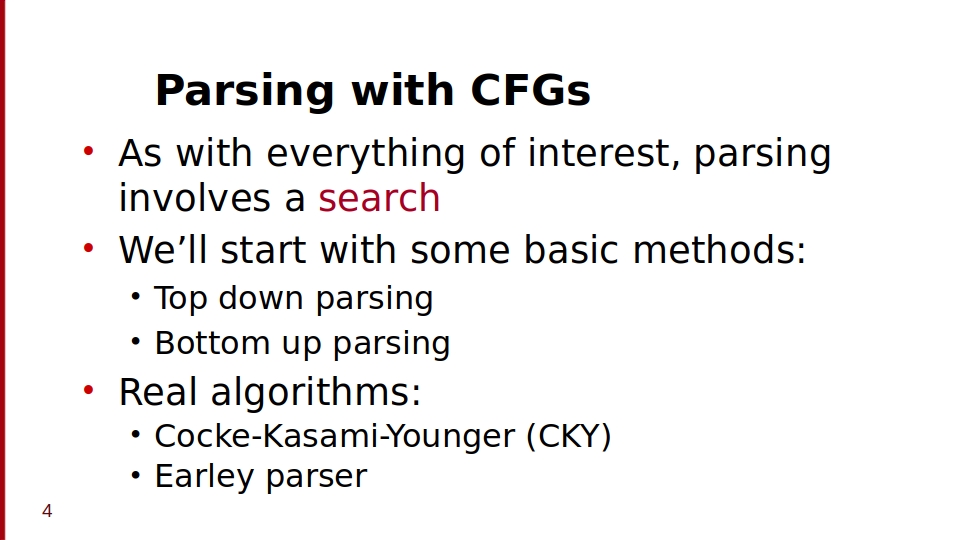 Parsing with CFGs
• As with everything of interest, parsing
involves a search
• We’ll start with some basic methods:
• Top down parsing
• Bottom up parsing
• Real algorithms:
• Cocke-Kasami-Younger (CKY)
• Earley parser
4